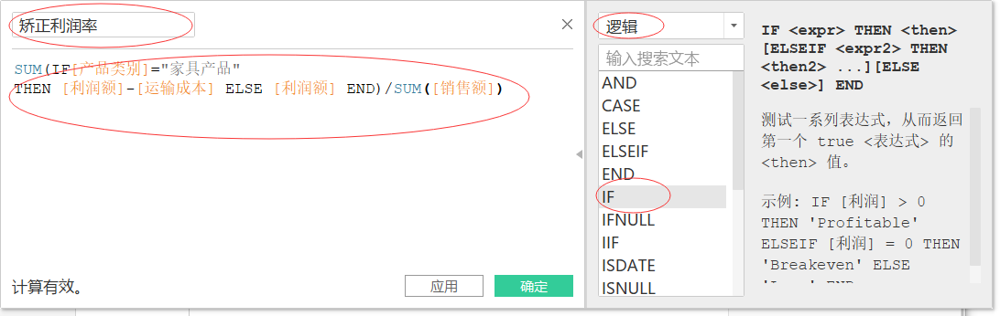 矫正利润率
SUM(IF[产品类别]="家具产品"
THEN [利润额]-[运输成本] ELSE [利润额] END)/SUM([销售额])
计算有效。
应用
确定
逻辑
输入搜索文本
AND
CASE
ELSE
ELSEIF
END
IF
IFNULL
IIF
ISDATE
ISNULL
IF <expr> THEN <then>
[ELSEIF <expr2> THEN
<then2> ...][ELSE
<else>] END
测试一系列表达式，从而返回
第一个 true <表达式> 的
<then> 值。
示例: IF [利润] > 0
THEN 'Profitable'
ELSEIF [利润] = 0 THEN
'Breakeven' ELSE